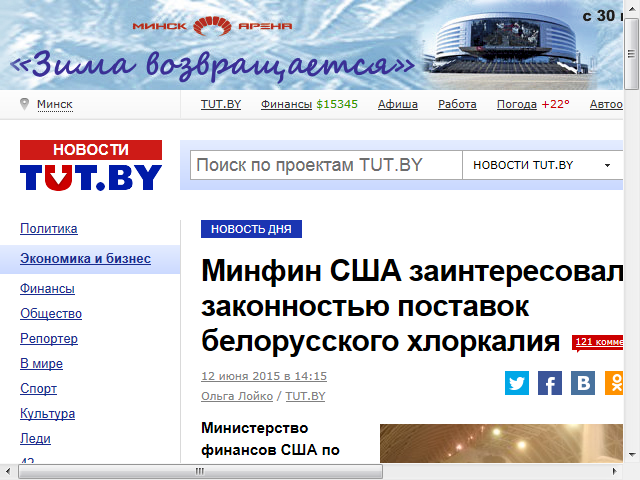 МИНСК АРЕНА
с 30
«Зима возвращается»
Минск
TUT.BY Финансы $15345 Афиша Работа Погода +22° Автоо
НОВОСТИ
TUT.BY
Поиск по проектам TUT.BY
НОВОСТИ TUT.BY
Политика
Экономика и бизнес
Финансы
Общество
Репортер
В мире
Спорт
Культура
Леди
42
НОВОСТЬ ДНЯ
Минфин США заинтересовал
законностью поставок
белорусского хлоркалия
121 комме
12 июня 2015 в 14:15
Ольга Лойко / TUT.BY
Министерство
финансов США по